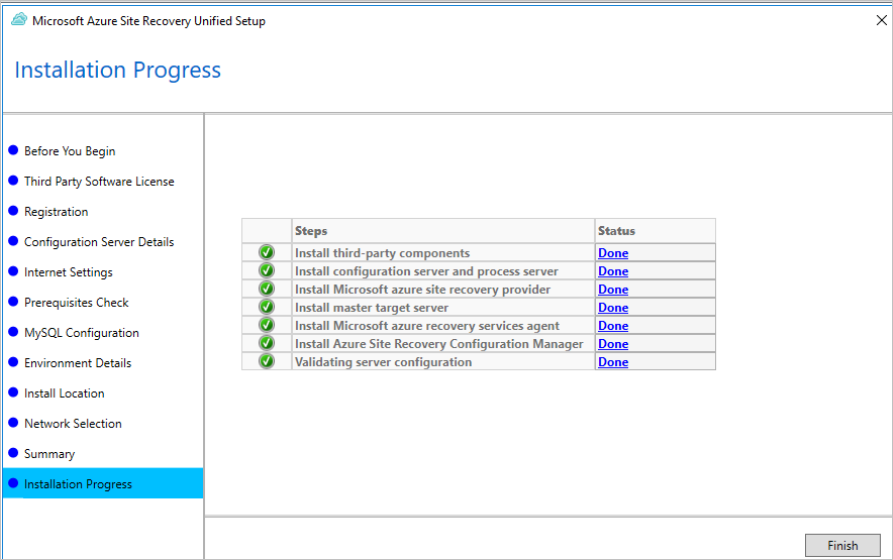 Microsoft Azure Site Recovery Unified Setup
Installation Progress
Before You Begin
Third Party Software License
Registration
Configuration Server Details
Internet Settings
Prerequisites Check
MySQL Configuration
Environment Details
Install Location
Network Selection
Summary
Installation Progress
Steps Status
Install third-party components Done
Install configuration server and process server Done
Install Microsoft azure site recovery provider Done
Install master target server Done
Install Microsoft azure recovery services agent Done
Install Azure Site Recovery Configuration Manager Done
Validating server configuration Done
Finish